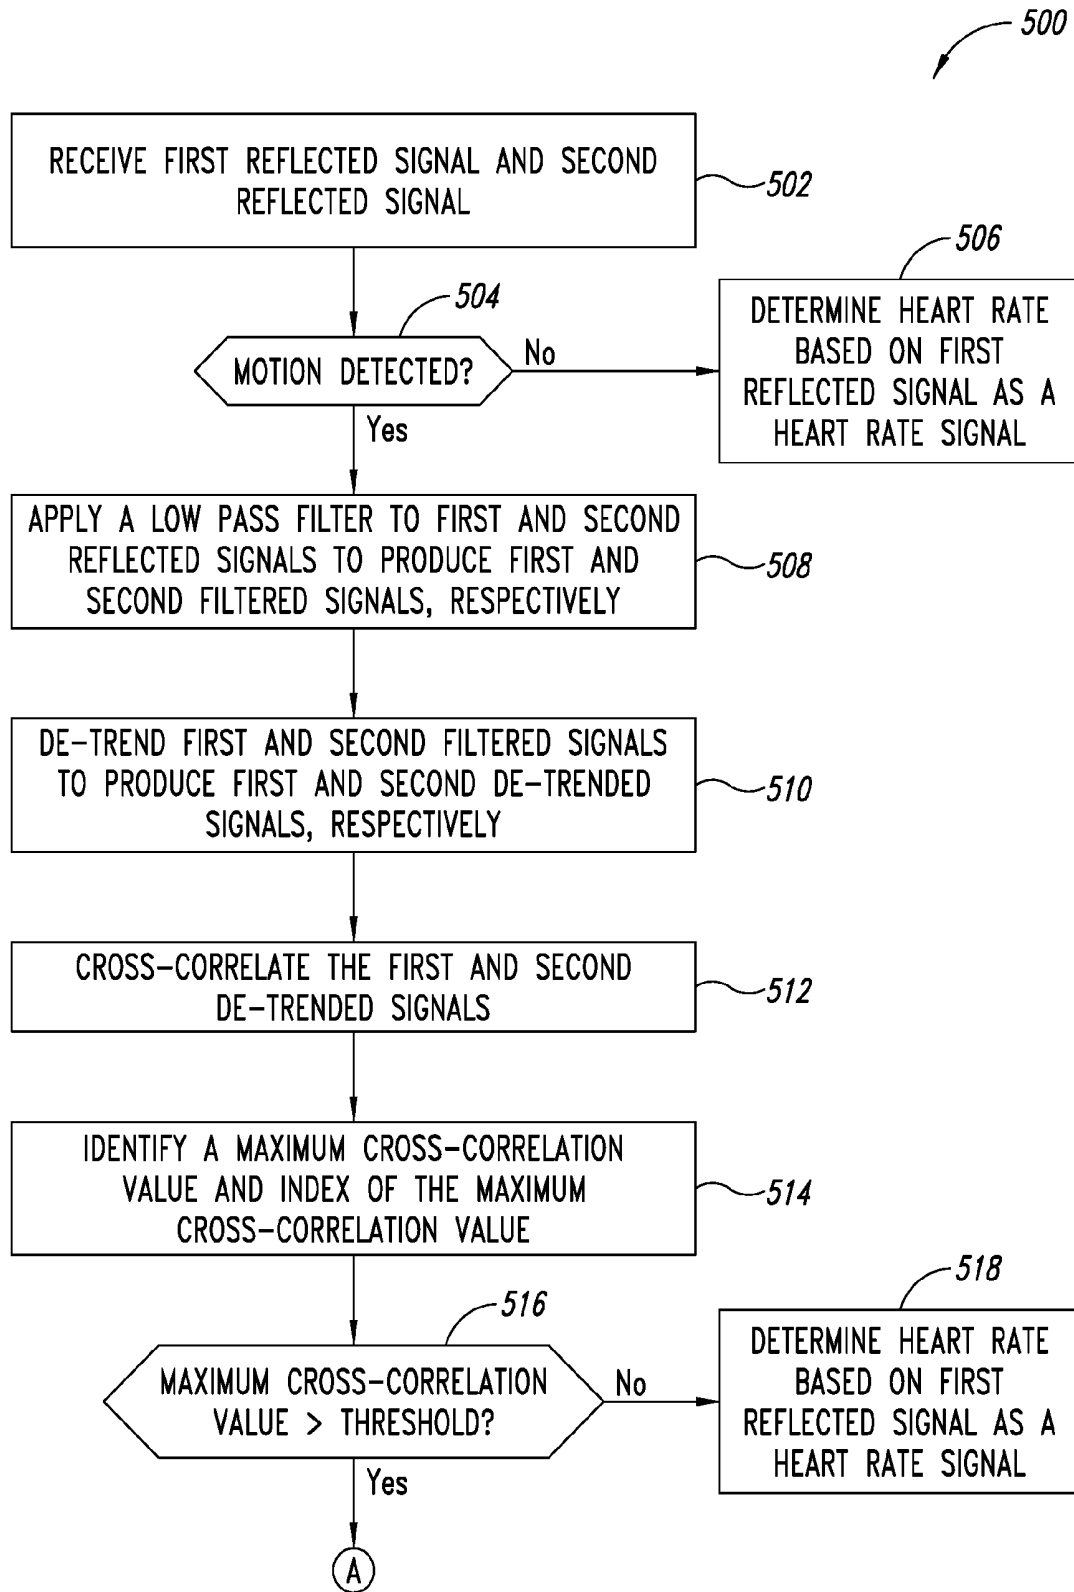 500
RECEIVE FIRST REFLECTED SIGNAL AND SECOND
REFLECTED SIGNAL
502
504
MOTION DETECTED?
No
506
DETERMINE HEART RATE
BASED ON FIRST
REFLECTED SIGNAL AS A
HEART RATE SIGNAL
Yes
APPLY A LOW PASS FILTER TO FIRST AND SECOND
REFLECTED SIGNALS TO PRODUCE FIRST AND
SECOND FILTERED SIGNALS, RESPECTIVELY
508
DE-TREND FIRST AND SECOND FILTERED SIGNALS
TO PRODUCE FIRST AND SECOND DE-TRENDED
SIGNALS, RESPECTIVELY
510
CROSS-CORRELATE THE FIRST AND SECOND
DE-TRENDED SIGNALS
512
IDENTIFY A MAXIMUM CROSS-CORRELATION
VALUE AND INDEX OF THE MAXIMUM
CROSS-CORRELATION VALUE
514
516
MAXIMUM CROSS-CORRELATION
VALUE > THRESHOLD?
No
518
DETERMINE HEART RATE
BASED ON FIRST
REFLECTED SIGNAL AS A
HEART RATE SIGNAL
Yes
A